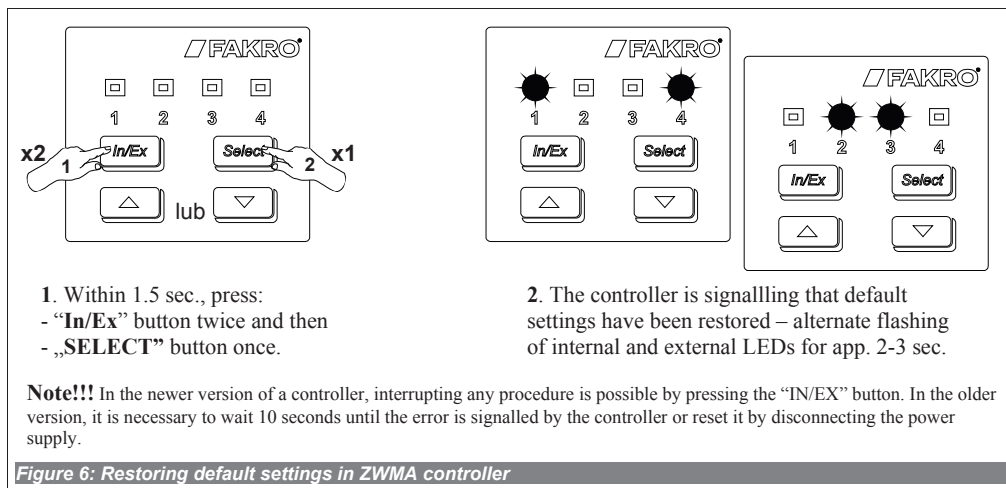 FAKRO
1 2 3 4
x2 1 In/Ex Select 2 x1
lub
FAKRO
1 2 3 4
In/Ex Select
FAKRO
1 2 3 4
In/Ex Select
1. Within 1.5 sec., press:
- “In/Ex” button twice and then
- „SELECT” button once.
2. The controller is signallling that default
settings have been restored – alternate flashing
of internal and external LEDs for app. 2-3 sec.
Note!!! In the newer version of a controller, interrupting any procedure is possible by pressing the “IN/EX” button. In the older
version, it is necessary to wait 10 seconds until the error is signalled by the controller or reset it by disconnecting the power
supply.
Figure 6: Restoring default settings in ZWMA controller